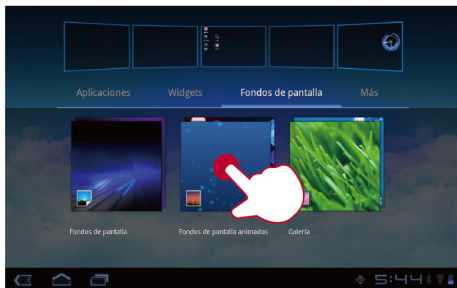 Aplicaciones Widgets Fondos de pantalla Más
Fondos de pantalla Fondos de pantalla animados Galería
5:44